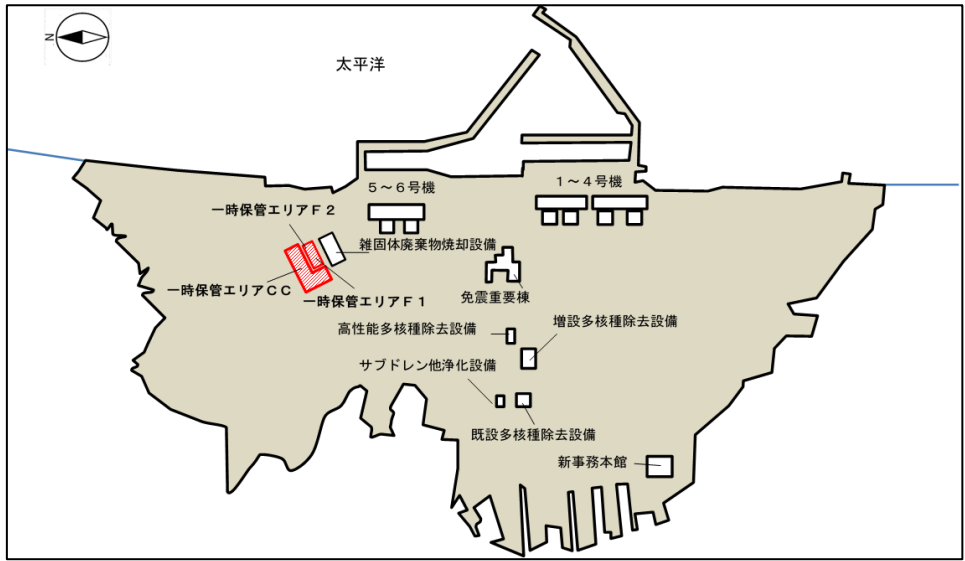 N
太平洋
5~6号機
1~4号機
一時保管エリアF2
雑固体廃棄物焼却設備
一時保管エリアCC
一時保管エリアF1
免震重要棟
高性能多核種除去設備
増設多核種除去設備
サブドレン他浄化設備
既設多核種除去設備
新事務本館